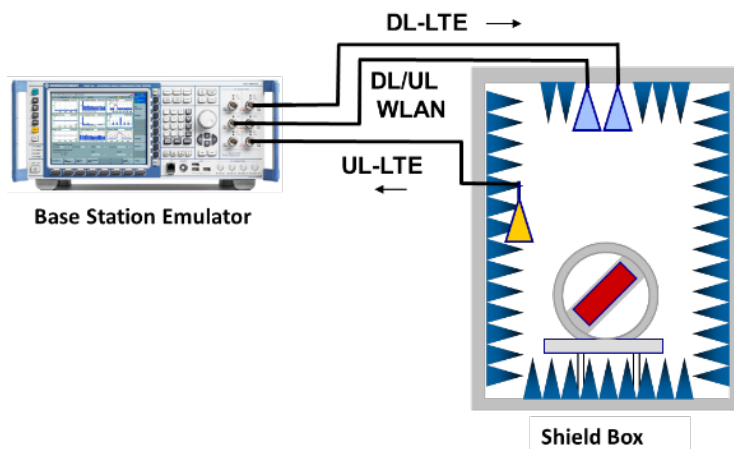 DL-LTE
DL/UL
WLAN
UL-LTE
Base Station Emulator
Shield Box